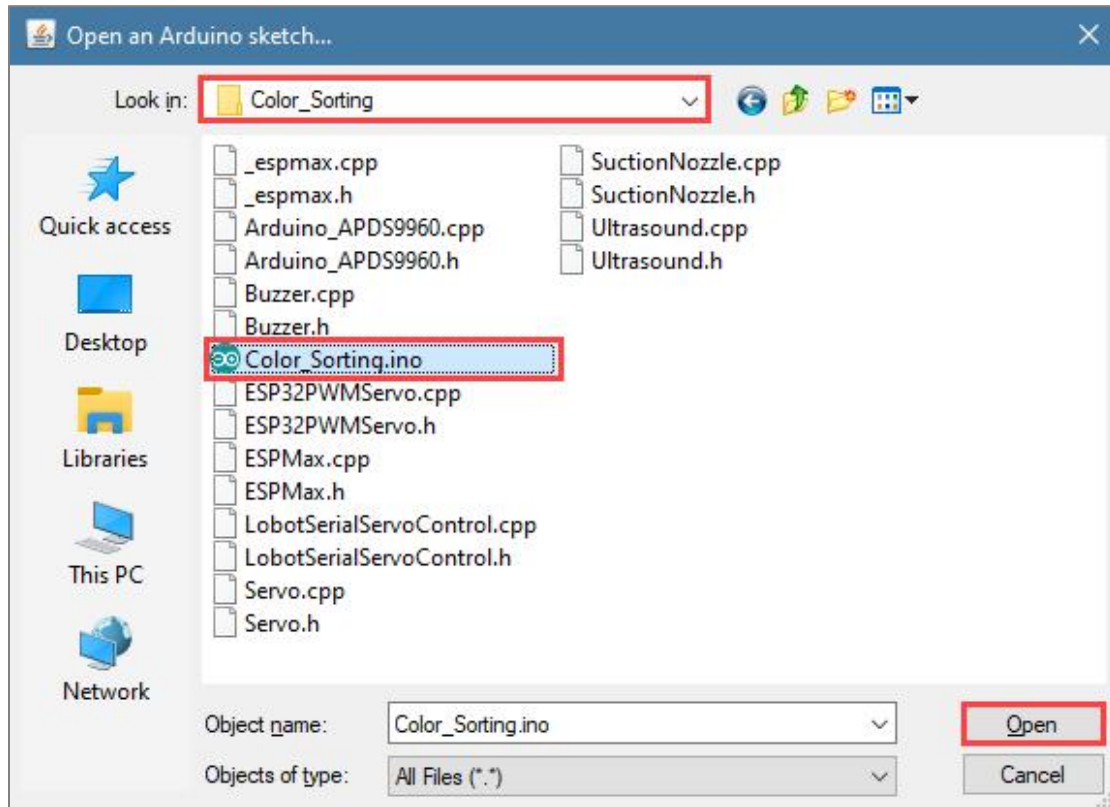 Open an Arduino sketch...
Look in: Color_Sorting
Quick access
Desktop
Libraries
This PC
Network
_espmax.cpp
_espmax.h
Arduino_APDS9960.cpp
Arduino_APDS9960.h
Buzzer.cpp
Buzzer.h
Color_Sorting.ino
ESP32PWMServo.cpp
ESP32PWMServo.h
ESPMax.cpp
ESPMax.h
LobotSerialServoControl.cpp
LobotSerialServoControl.h
Servo.cpp
Servo.h
SuctionNozzle.cpp
SuctionNozzle.h
Ultrasound.cpp
Ultrasound.h
Object name: Color_Sorting.ino Open
Objects of type: All Files (*.*) Cancel